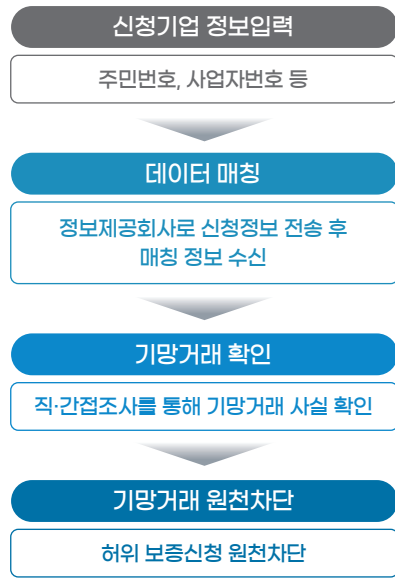 신청기업 정보입력
주민번호, 사업자번호 등
데이터 매칭
정보제공회사로 신청정보 전송 후
매칭 정보 수신
기망거래 확인
직·간접조사를 통해 기망거래 사실 확인
기망거래 원천차단
허위 보증신청 원천차단